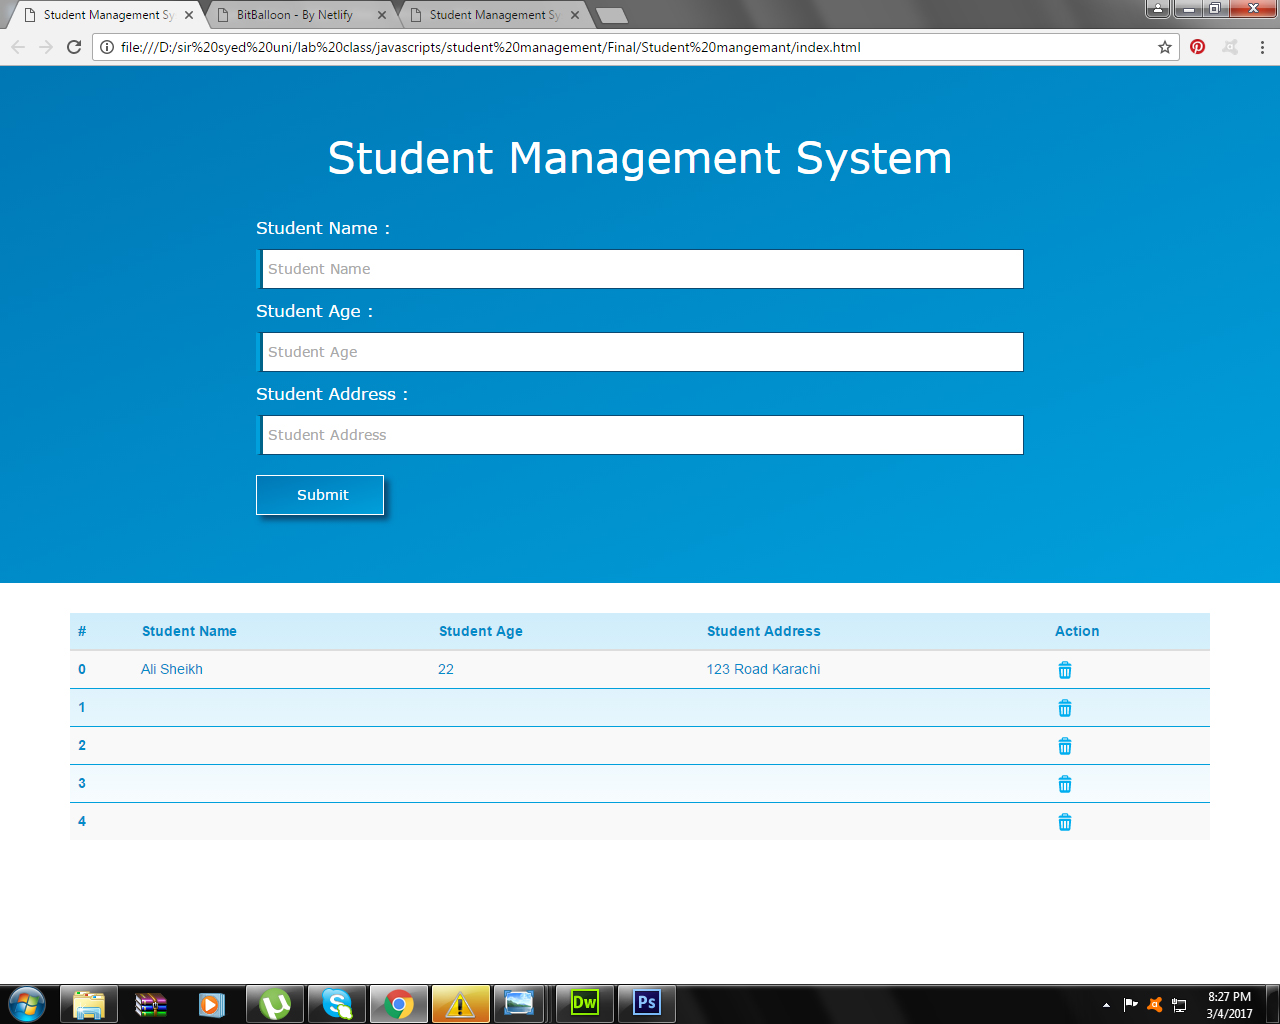 Student Management Sy
BitBalloon - By Netlify
Student Management Sy
file:///D:/sir%20syed%20uni/lab%20class/javascripts/student%20management/Final/Student%20mangemant/index.html
Student Management System
Student Name :
Student Name
Student Age :
Student Age
Student Address :
Student Address
Submit
# Student Name Student Age Student Address Action
0 Ali Sheikh 22 123 Road Karachi
1
2
3
4
Dw Ps
8:27 PM
3/4/2017